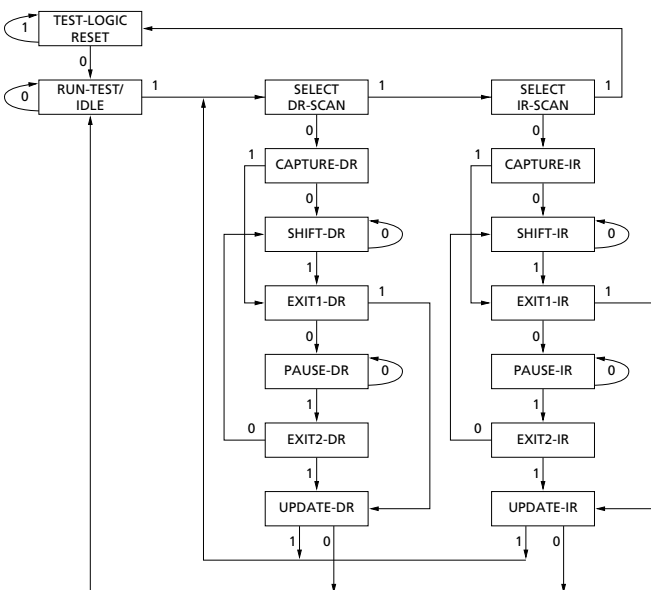 TEST-LOGIC
RESET
1
0
RUN-TEST/
IDLE
0
1
SELECT
DR-SCAN
1
SELECT
IR-SCAN
1
0
0
1
CAPTURE-DR
1
CAPTURE-IR
0
0
SHIFT-DR
0
SHIFT-IR
0
1
1
EXIT1-DR
1
EXIT1-IR
1
0
0
PAUSE-DR
0
PAUSE-IR
0
1
1
0
EXIT2-DR
0
EXIT2-IR
1
1
UPDATE-DR
UPDATE-IR
1
0
1
0